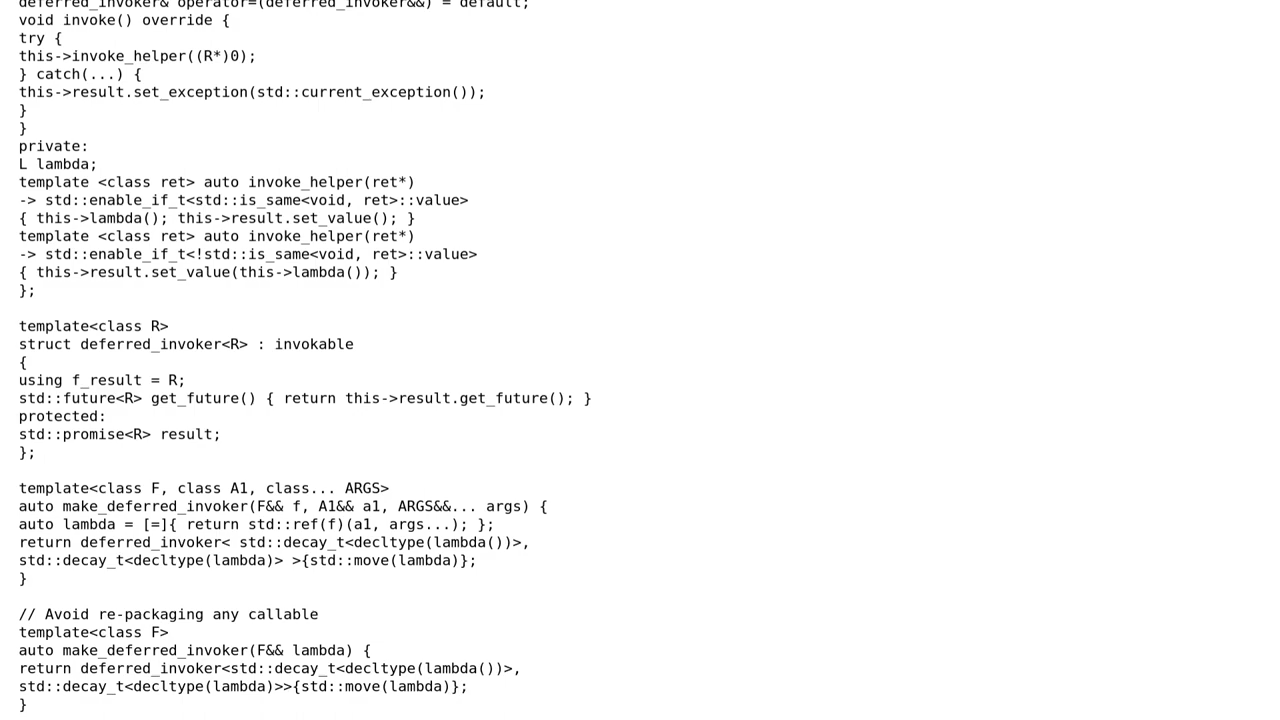 deferred_invoker& operator=(deferred_invoker&&) = default;
void invoke() override {
try {
this->invoke_helper((R*)0);
} catch(...) {
this->result.set_exception(std::current_exception());
}
}
private:
L lambda;
template <class ret> auto invoke_helper(ret*)
-> std::enable_if_t<std::is_same<void, ret>::value>
{ this->lambda(); this->result.set_value(); }
template <class ret> auto invoke_helper(ret*)
-> std::enable_if_t<!std::is_same<void, ret>::value>
{ this->result.set_value(this->lambda()); }
};

template<class R>
struct deferred_invoker<R> : invokable
{
using f_result = R;
std::future<R> get_future() { return this->result.get_future(); }
protected:
std::promise<R> result;
};

template<class F, class A1, class... ARGS>
auto make_deferred_invoker(F&& f, A1&& a1, ARGS&&... args) {
auto lambda = [=]{ return std::ref(f)(a1, args...); };
return deferred_invoker< std::decay_t<decltype(lambda())>,
std::decay_t<decltype(lambda)> >{std::move(lambda)};
}

// Avoid re-packaging any callable
template<class F>
auto make_deferred_invoker(F&& lambda) {
return deferred_invoker<std::decay_t<decltype(lambda())>,
std::decay_t<decltype(lambda)>>{std::move(lambda)};
}